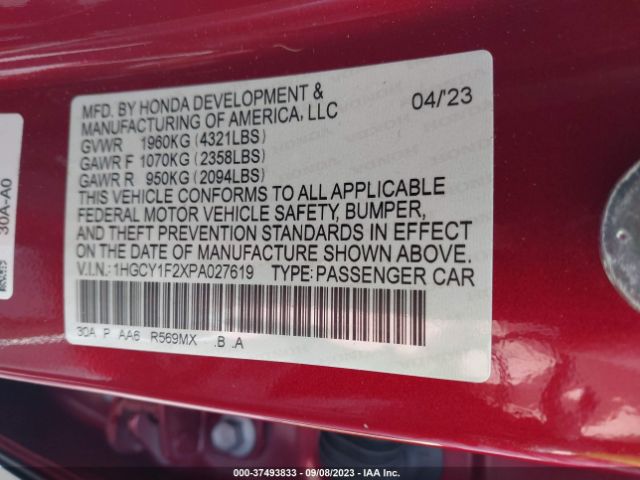 MFD. BY HONDA DEVELOPMENT &
MANUFACTURING OF AMERICA, LLC 04/'23
GVWR 1960KG (4321LBS)
GAWR F 1070KG (2358LBS)
GAWR R 950KG (2094LBS)
THIS VEHICLE CONFORMS TO ALL APPLICABLE
FEDERAL MOTOR VEHICLE SAFETY, BUMPER,
AND THEFT PREVENTION STANDARDS IN EFFECT
ON THE DATE OF MANUFACTURE SHOWN ABOVE.
V.I.N.: 1HGCY1F2XPA027619 TYPE: PASSENGER CAR
30A P AA6 R569MX .B .A
30A-A0
000-37493833 - 09/08/2023 - IAA Inc.